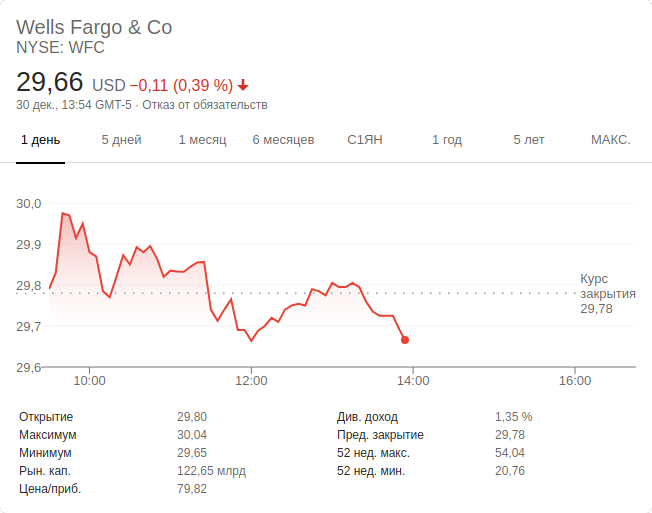 Wells Fargo & Co
NYSE: WFC
29,66 USD −0,11 (0,39 %)
30 дек., 13:54 GMT-5 · Отказ от обязательств
1 день 5 дней 1 месяц 6 месяцев С1ЯН 1 год 5 лет МАКС.
30,0
29,9
29,8
29,7
29,6
Курс
закрытия
29,78
10:00 12:00 14:00 16:00
Открытие 29,80 Див. доход 1,35 %
Максимум 30,04 Пред. закрытие 29,78
Минимум 29,65 52 нед. макс. 54,04
Рын. кап. 122,65 млрд 52 нед. мин. 20,76
Цена/приб. 79,82